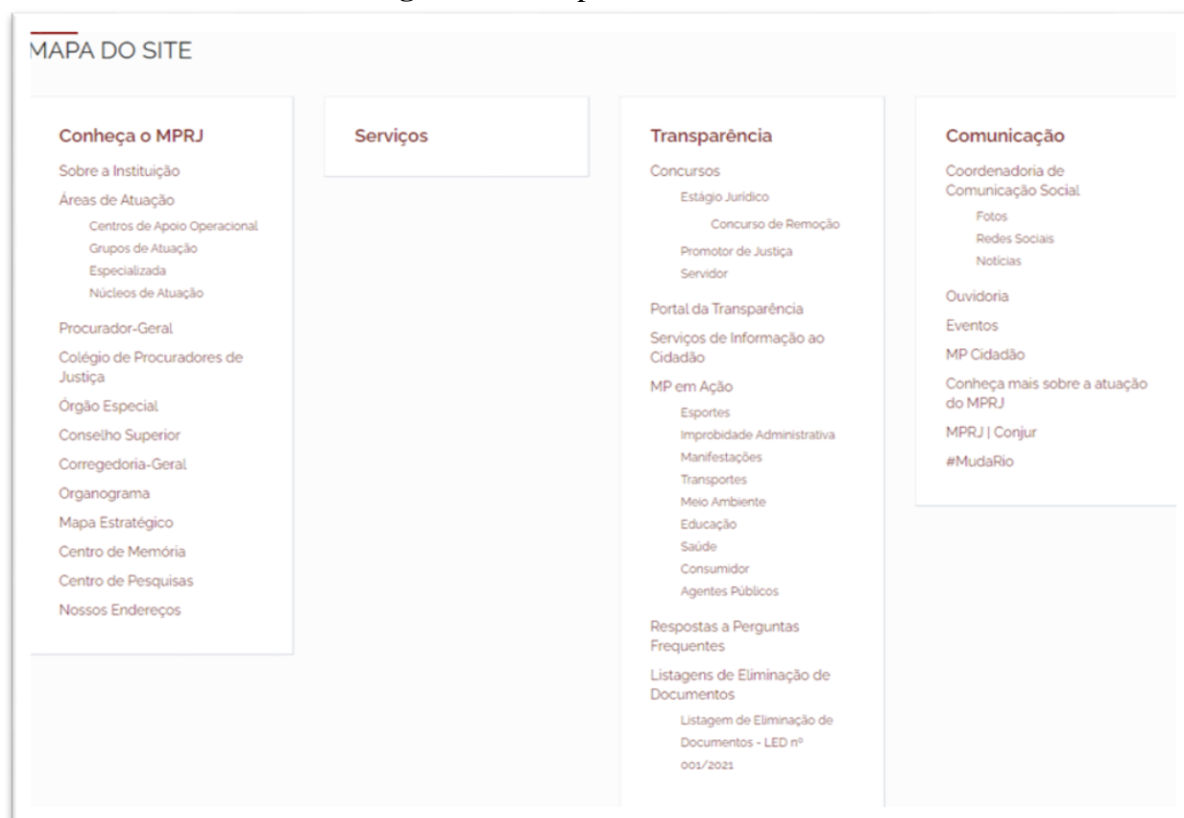 MAPA DO SITE
Conheça o MPRJ
Sobre a Instituição
Áreas de Atuação
Centros de Apoio Operacional
Grupos de Atuação
Especializada
Núcleos de Atuação
Procurador-Geral
Colégio de Procuradores de
Justiça
Órgão Especial
Conselho Superior
Corregedoria-Geral
Organograma
Mapa Estratégico
Centro de Memória
Centro de Pesquisas
Nossos Endereços
Serviços
Transparência
Concursos
Estágio Jurídico
Concurso de Remoção
Promotor de Justiça
Servidor
Portal da Transparência
Serviços de Informação ao
Cidadão
MP em Ação
Esportes
Improbidade Administrativa
Manifestações
Transportes
Meio Ambiente
Educação
Saúde
Consumidor
Agentes Públicos
Respostas a Perguntas
Frequentes
Listagens de Eliminação de
Documentos
Listagem de Eliminação de
Documentos - LED nº
001/2021
Comunicação
Coordenadoria de
Comunicação Social
Fotos
Redes Sociais
Notícias
Ouvidoria
Eventos
MP Cidadão
Conheça mais sobre a atuação
do MPRJ
MPRJ | Conjur
#MudaRio